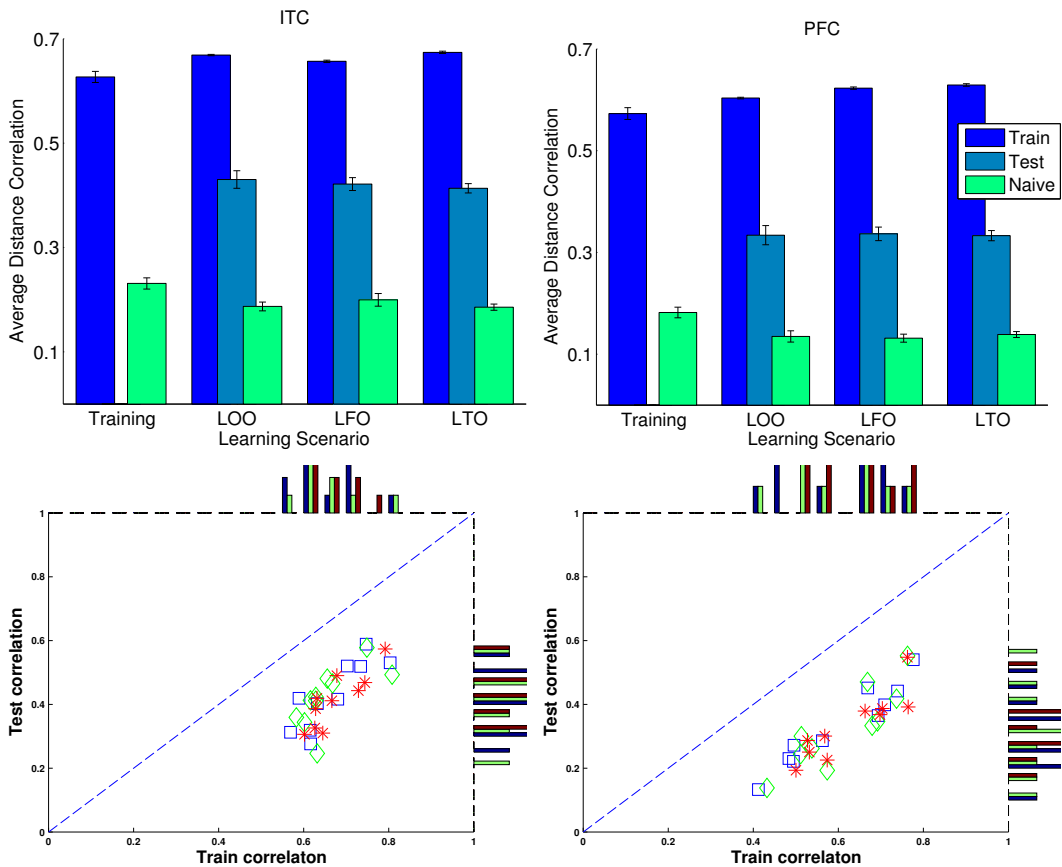 ITC
PFC
0.7
0.5
0.3
0.1
Average Distance Correlation
Training
LOO
LFO
LTO
Learning Scenario
0.7
0.5
0.3
0.1
Average Distance Correlation
Train
Test
Naive
Training
LOO
LFO
LTO
Learning Scenario
1
0.8
0.6
0.4
0.2
0
Test correlation
0
0.2
0.4
0.6
0.8
1
Train correlaton
1
0.8
0.6
0.4
0.2
0
Test correlation
0
0.2
0.4
0.6
0.8
1
Train correlaton